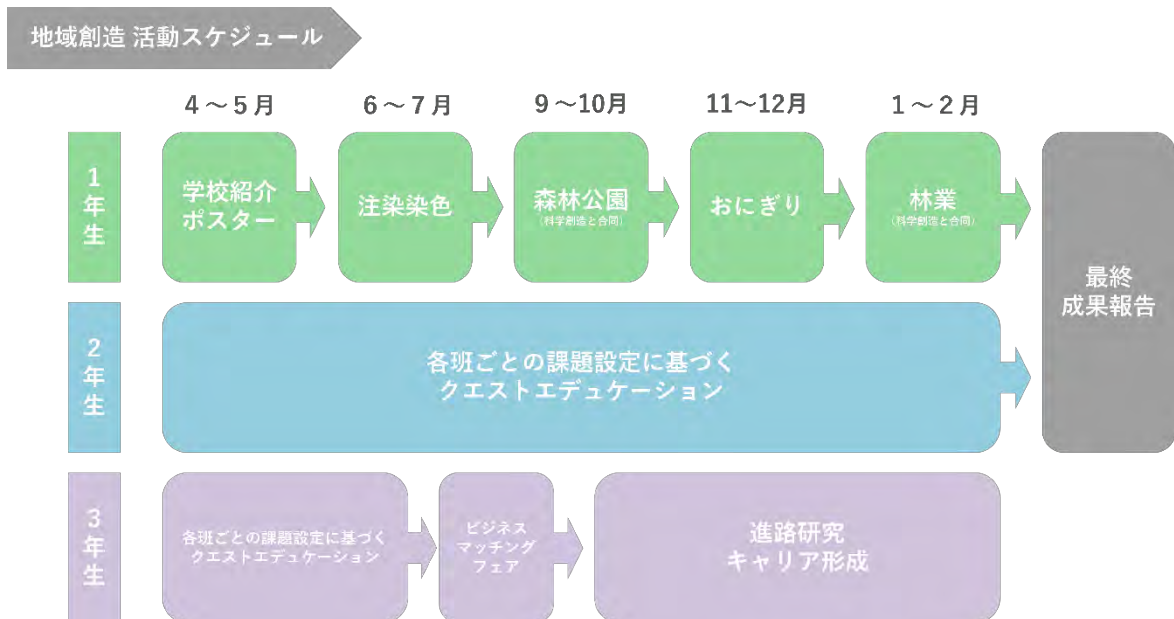 地域創造 活動スケジュール
4～5月
6～7月
9～10月
11～12月
1～2月
1年生
学校紹介
ポスター
注染染色
森林公園
（科学創造と合同）
おにぎり
林業
（科学創造と合同）
最終
成果報告
2年生
各班ごとの課題設定に基づく
クエストエデュケーション
3年生
各班ごとの課題設定に基づく
クエストエデュケーション
ビジネス
マッチング
フェア
進路研究
キャリア形成